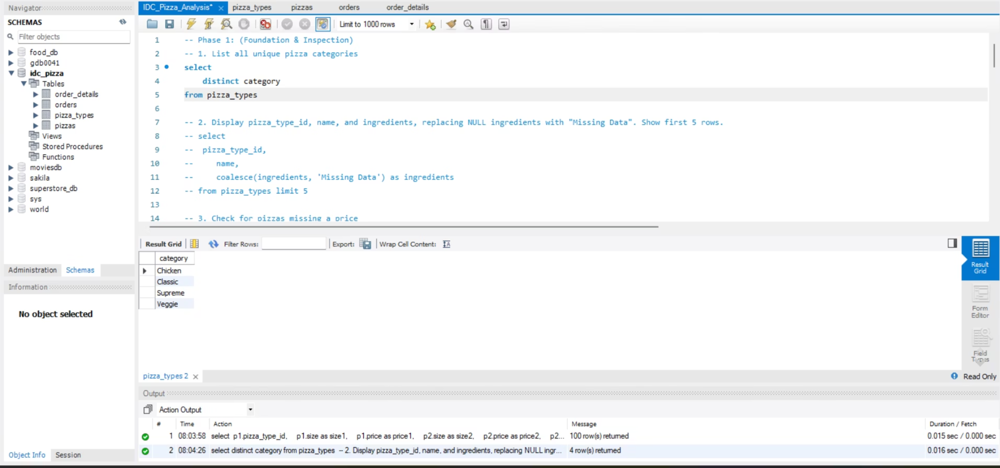 Navigator
SCHEMAS
Filter objects
food_db
gdb0041
idc_pizza
Tables
order_details
orders
pizza_types
pizzas
Views
Stored Procedures
Functions
moviesdb
sakila
superstore_db
sys
world
Administration Schemas
Information
No object selected
Object Info Session
IDC_Pizza_Analysis* pizza_types pizzas orders order_details
Limit to 1000 rows
1 -- Phase 1: (Foundation & Inspection)
2 -- 1. List all unique pizza categories
3 select
4 distinct category
5 from pizza_types
6
7 -- 2. Display pizza_type_id, name, and ingredients, replacing NULL ingredients with "Missing Data". Show first 5 rows.
8 -- select
9 -- pizza_type_id,
10 -- name,
11 -- coalesce(ingredients, 'Missing Data') as ingredients
12 -- from pizza_types limit 5
13
14 -- 3. Check for pizzas missing a price
Result Grid Filter Rows: Export: Wrap Cell Content:
category
Chicken
Classic
Supreme
Veggie
Result
Grid
Form
Editor
Field
Types
pizza_types 2 Read Only
Output
Action Output
# Time Action Message Duration / Fetch
1 08:03:58 select p1.pizza_type_id, p1.size as size1, p1.price as price1, p2.size as size2, p2.price as price2, p2... 100 row(s) returned 0.015 sec / 0.000 sec
2 08:04:26 select distinct category from pizza_types -- 2. Display pizza_type_id, name, and ingredients, replacing NULL ingr... 4 row(s) returned 0.016 sec / 0.000 sec